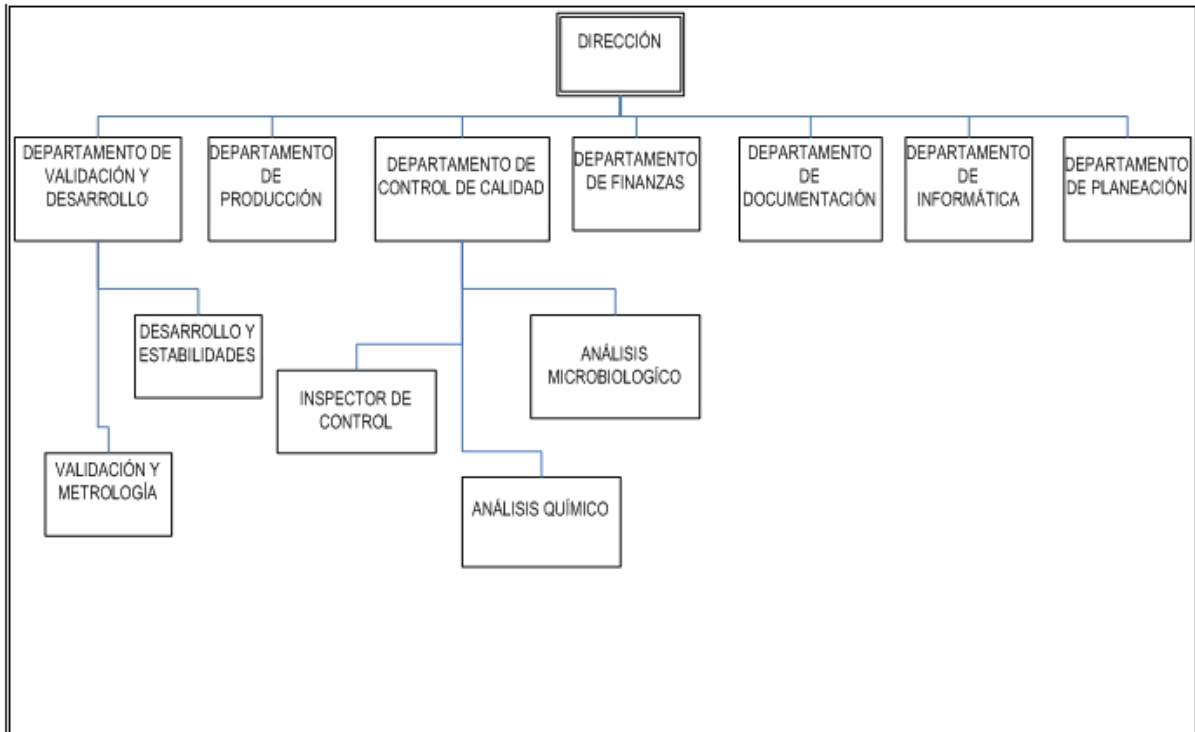 DIRECCIÓN
DEPARTAMENTO DE
VALIDACIÓN Y
DESARROLLO
DEPARTAMENTO
DE
PRODUCCIÓN
DEPARTAMENTO DE
CONTROL DE CALIDAD
DEPARTAMENTO
DE FINANZAS
DEPARTAMENTO
DE
DOCUMENTACIÓN
DEPARTAMENTO
DE
INFORMÁTICA
DEPARTAMENTO
DE PLANEACIÓN
DESARROLLO Y
ESTABILIDADES
ANÁLISIS
MICROBIOLOGÍCO
INSPECTOR DE
CONTROL
VALIDACIÓN Y
METROLOGÍA
ANÁLISIS QUÍMICO